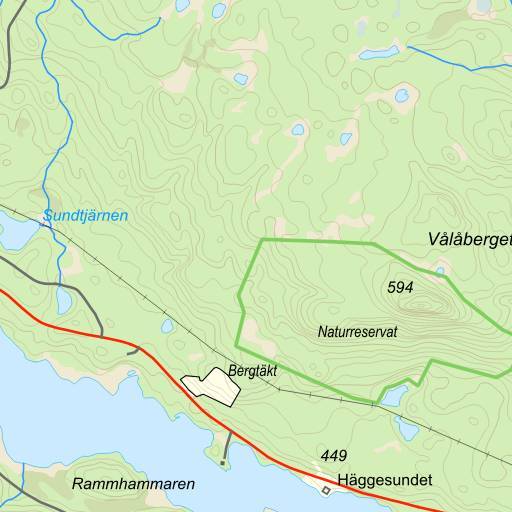 Sundtjärnen
Vålåberget
594
Naturreservat
Bergtäkt
449
Häggesundet
Rammhammaren